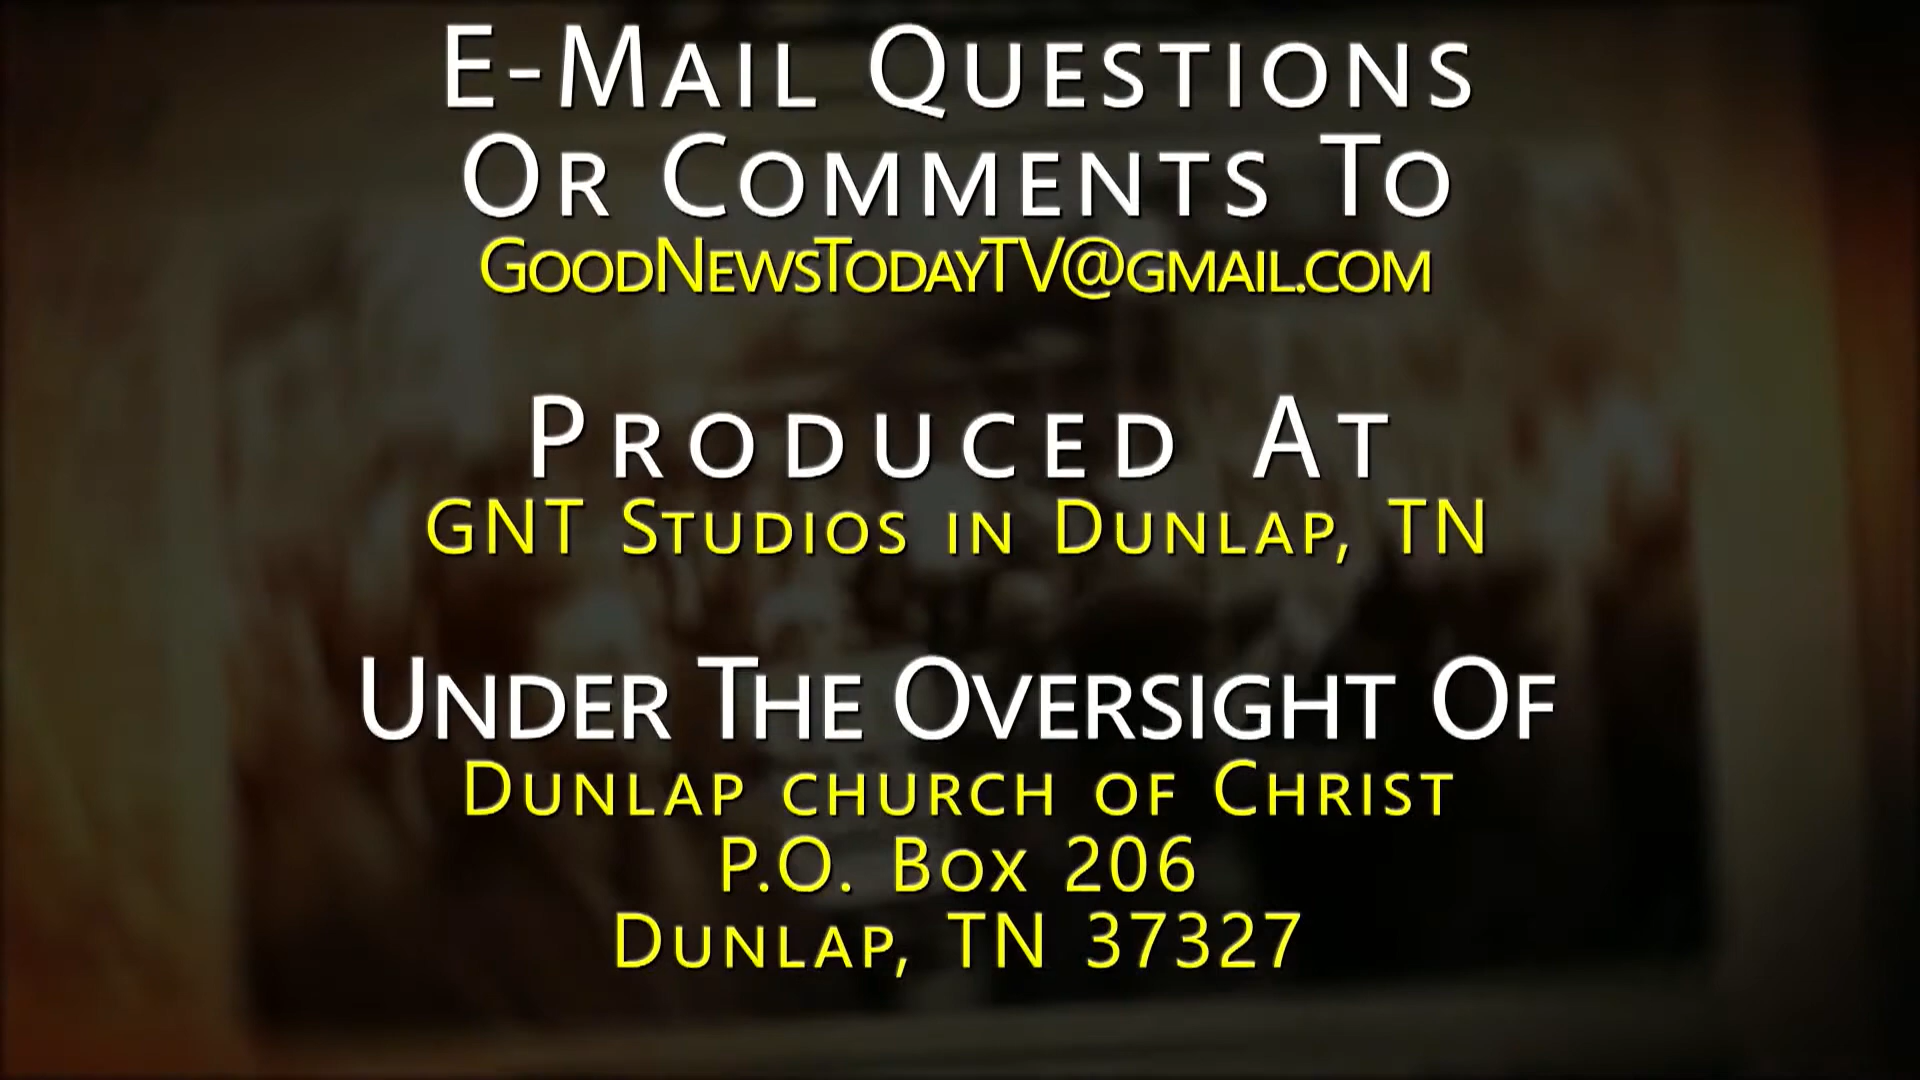 E-Mail Questions
Or Comments To
GoodNewsTodayTV@gmail.com
Produced At
GNT Studios in Dunlap, TN
Under The Oversight Of
Dunlap church of Christ
P.O. Box 206
Dunlap, TN 37327